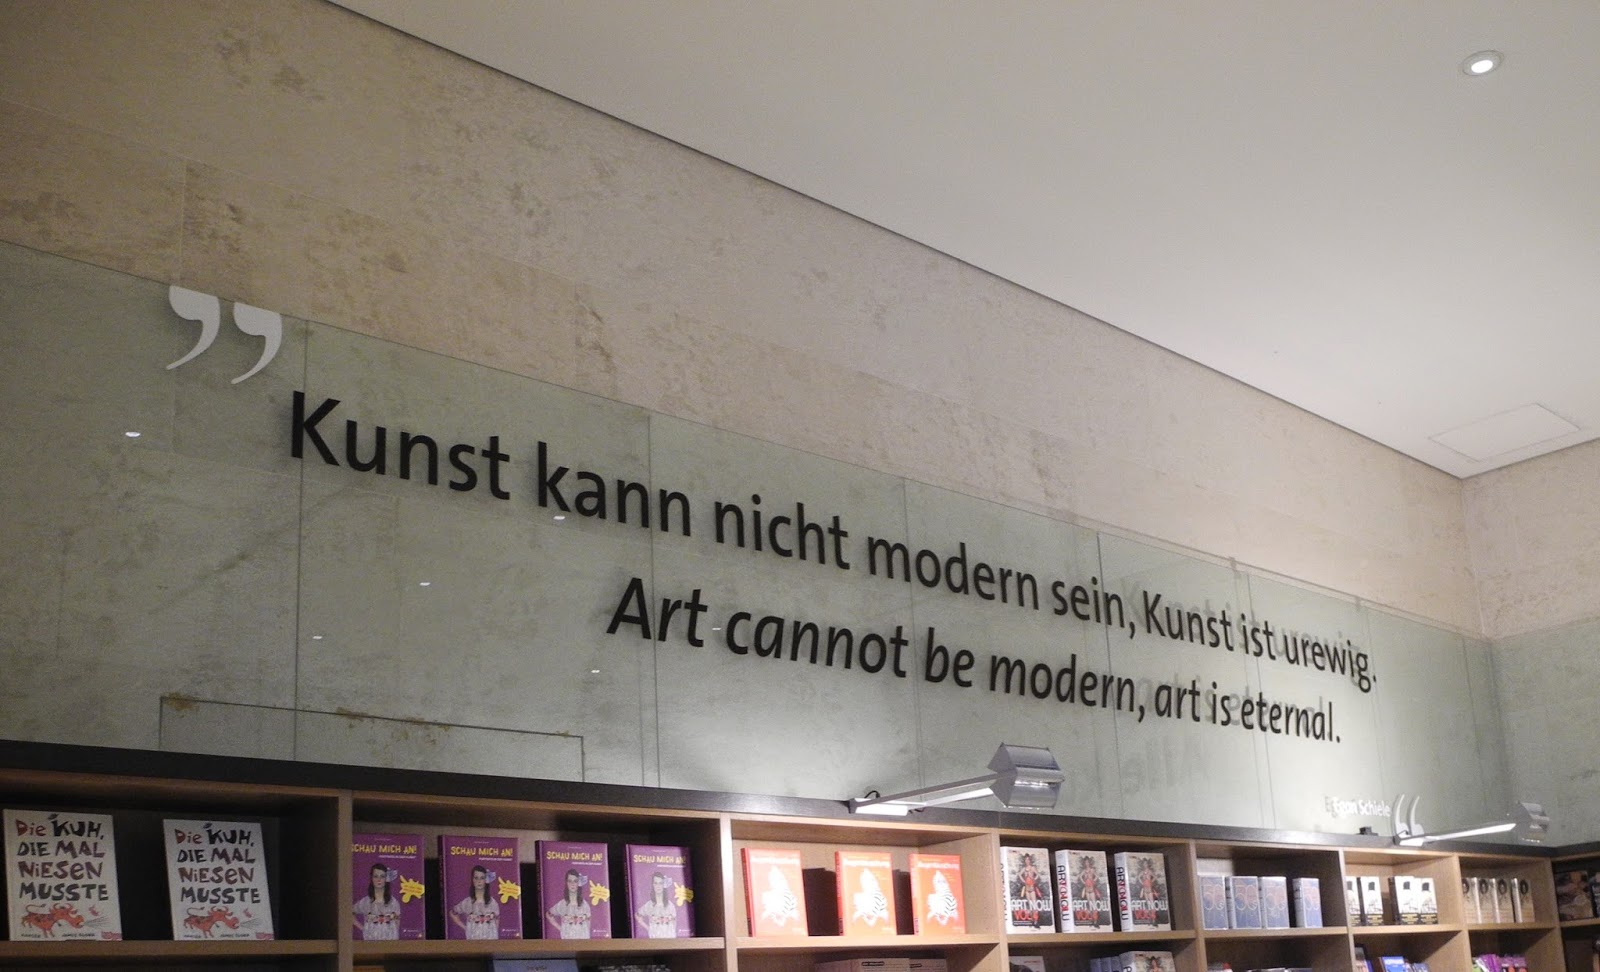 ”
Kunst kann nicht modern sein, Kunst ist urewig.
Art cannot be modern, art is eternal.
Egon Schiele “
Die KUH,
DIE MAL
NIESEN
MUSSTE
Die KUH,
DIE MAL
NIESEN
MUSSTE
SCHAU MICH AN!
SCHAU MICH AN!
SCHAU MICH AN!
SCHAU MICH AN!
ART NOW
ART NOW
ART NOW